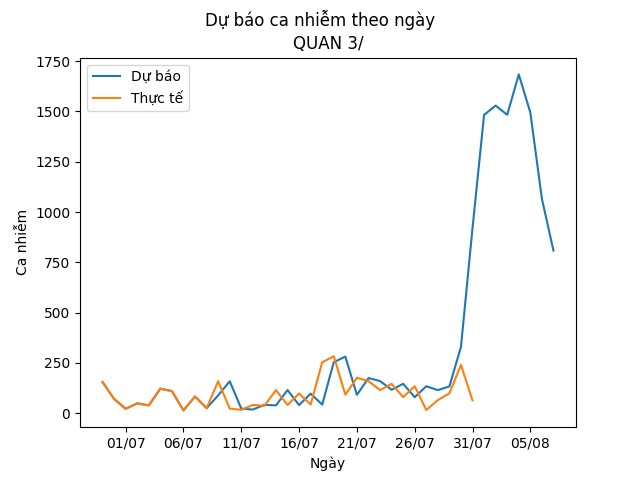 Dự báo ca nhiễm theo ngày
QUAN 3/
Dự báo
Thực tế
1750
1500
1250
1000
750
500
250
0
Ca nhiễm
01/07 06/07 11/07 16/07 21/07 26/07 31/07 05/08
Ngày